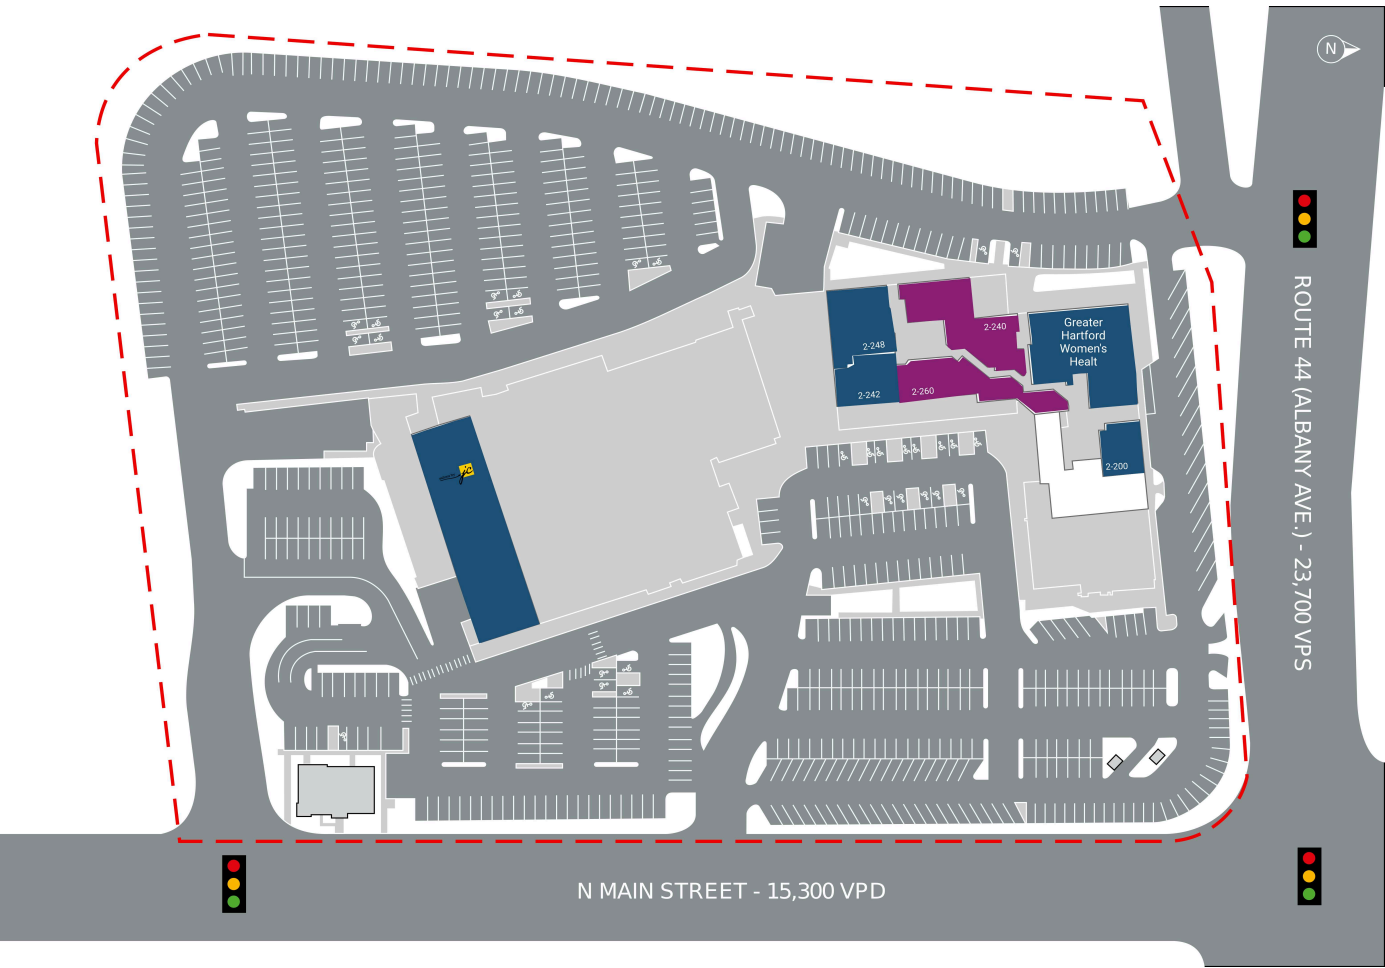 N
2-240
Greater
Hartford
Women's
Healt
2-248
2-242
2-260
2-200
ROUTE 44 (ALBANY AVE.) - 23,700 VPS
N MAIN STREET - 15,300 VPD